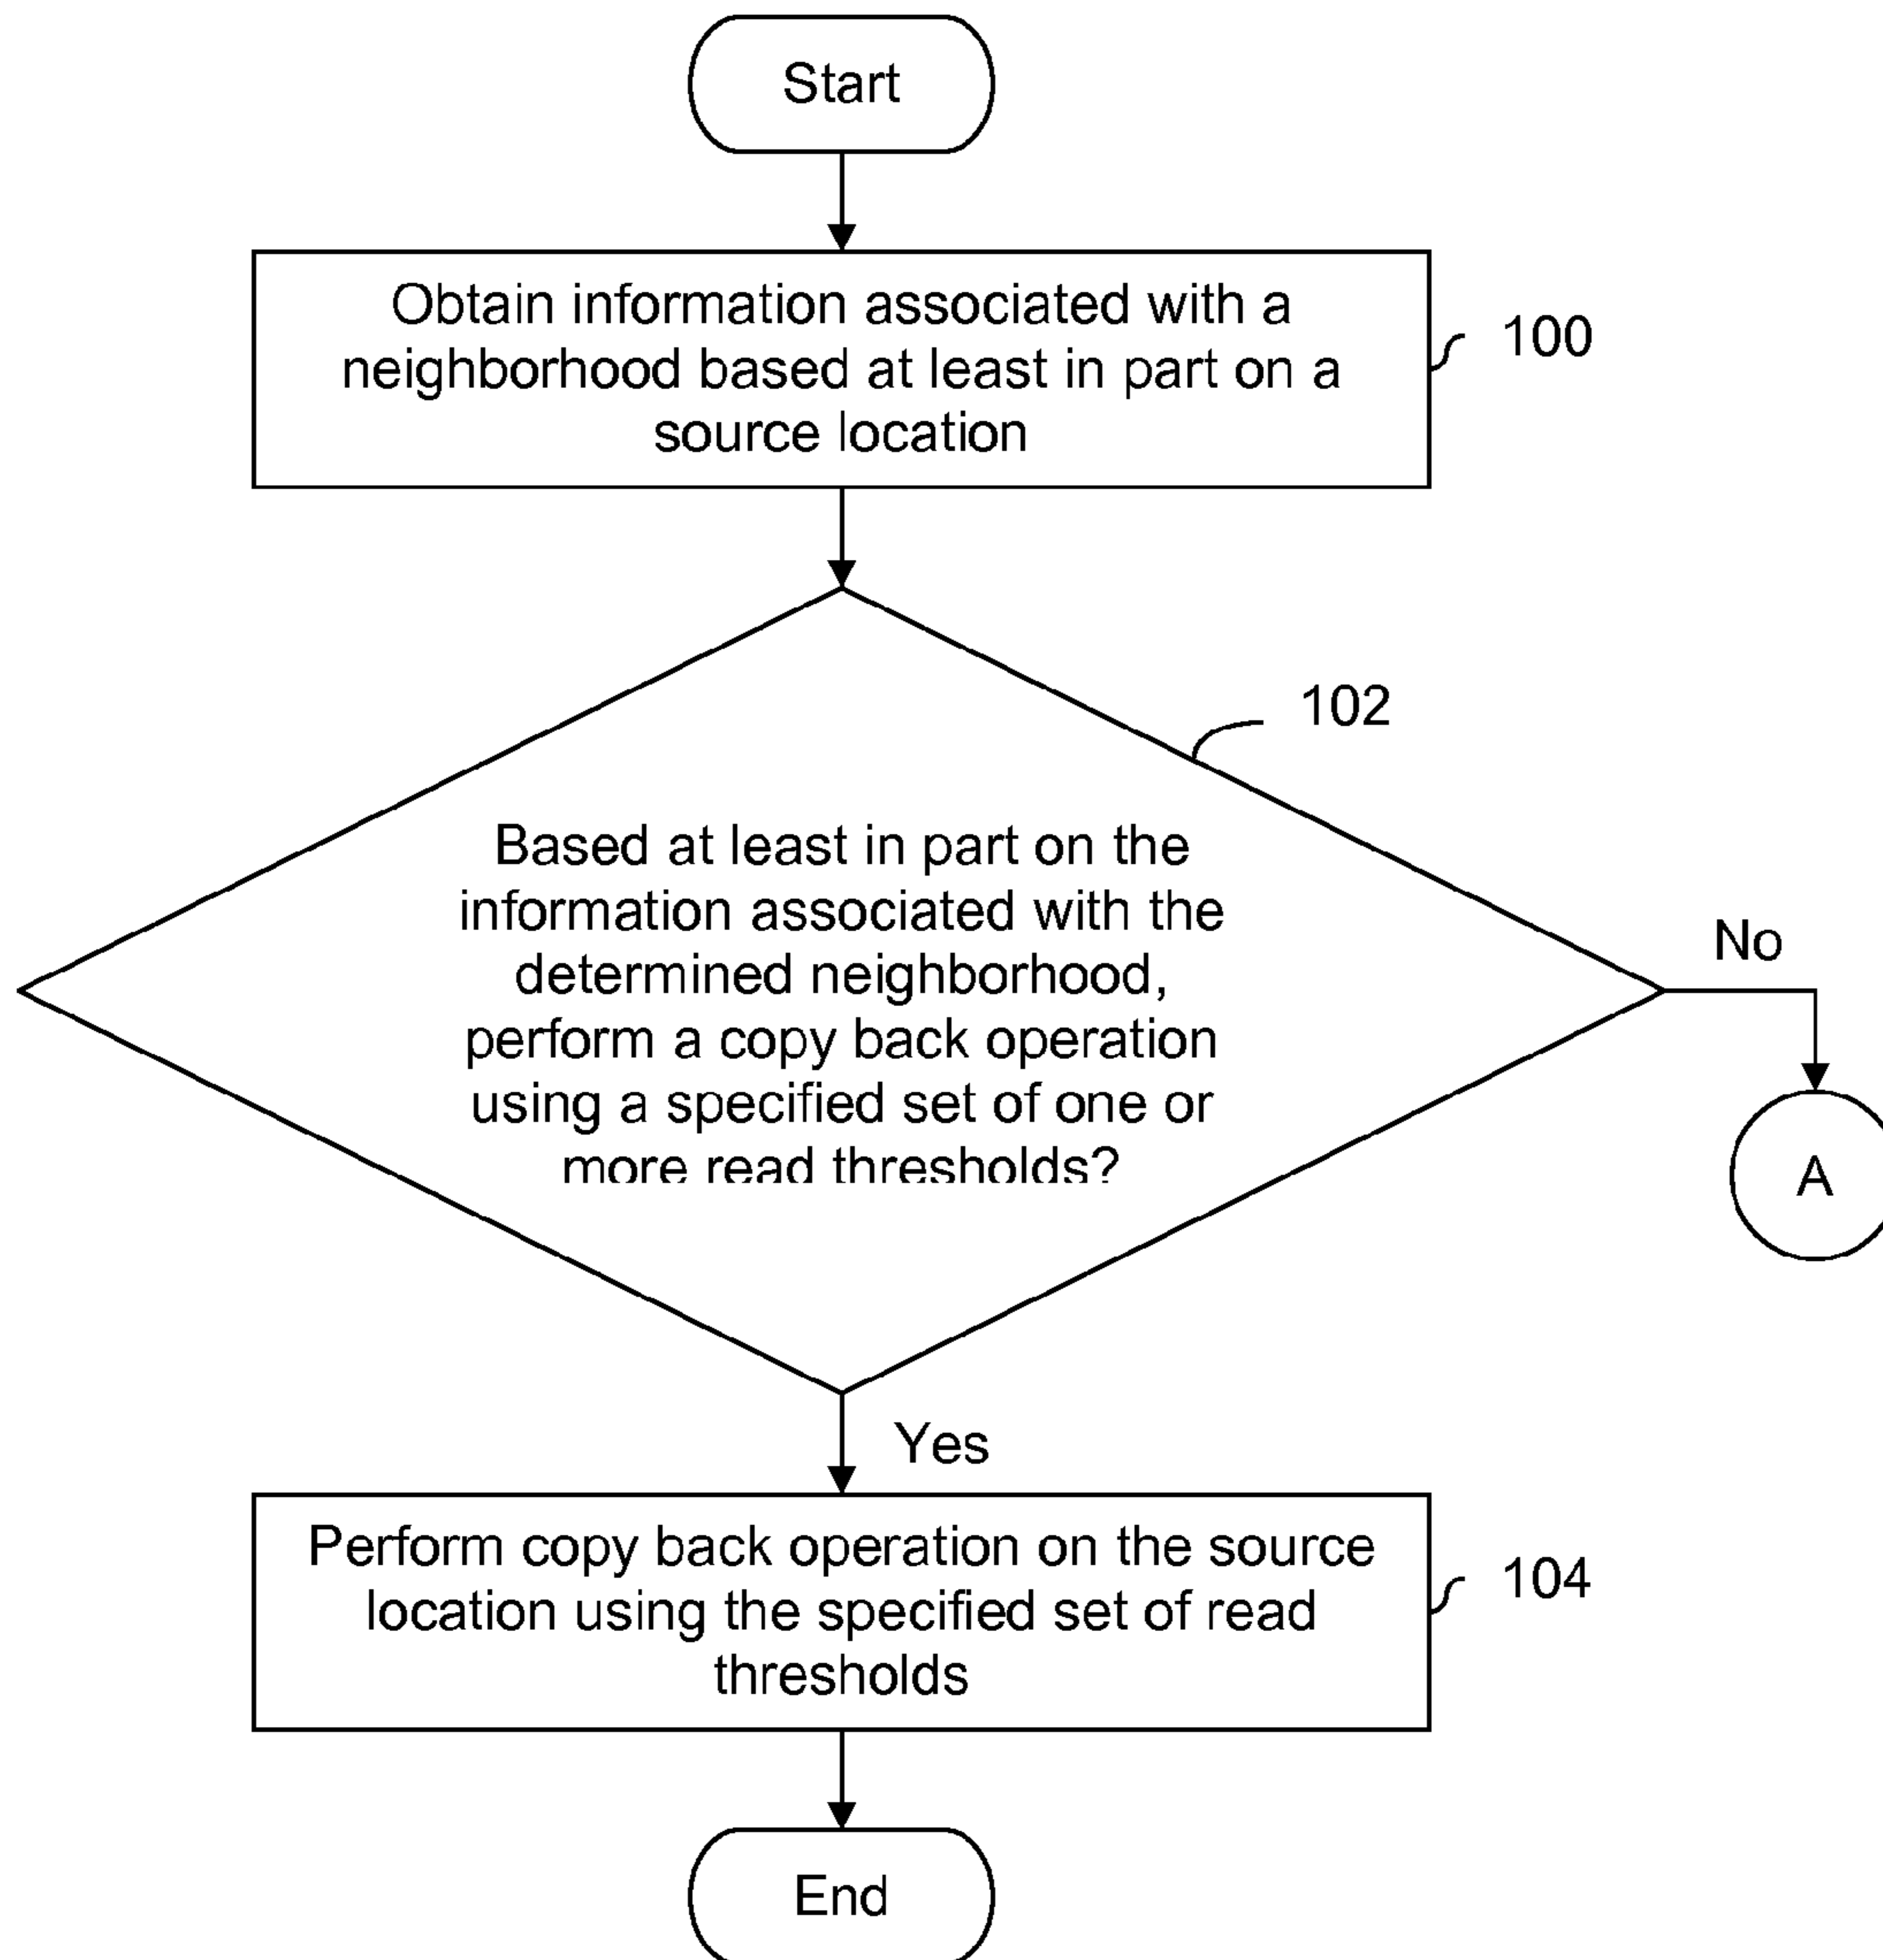 Start
Obtain information associated with a
neighborhood based at least in part on a
source location
100
102
Based at least in part on the
information associated with the
determined neighborhood,
perform a copy back operation
using a specified set of one or
more read thresholds?
No
A
Yes
Perform copy back operation on the source
location using the specified set of read
thresholds
104
End